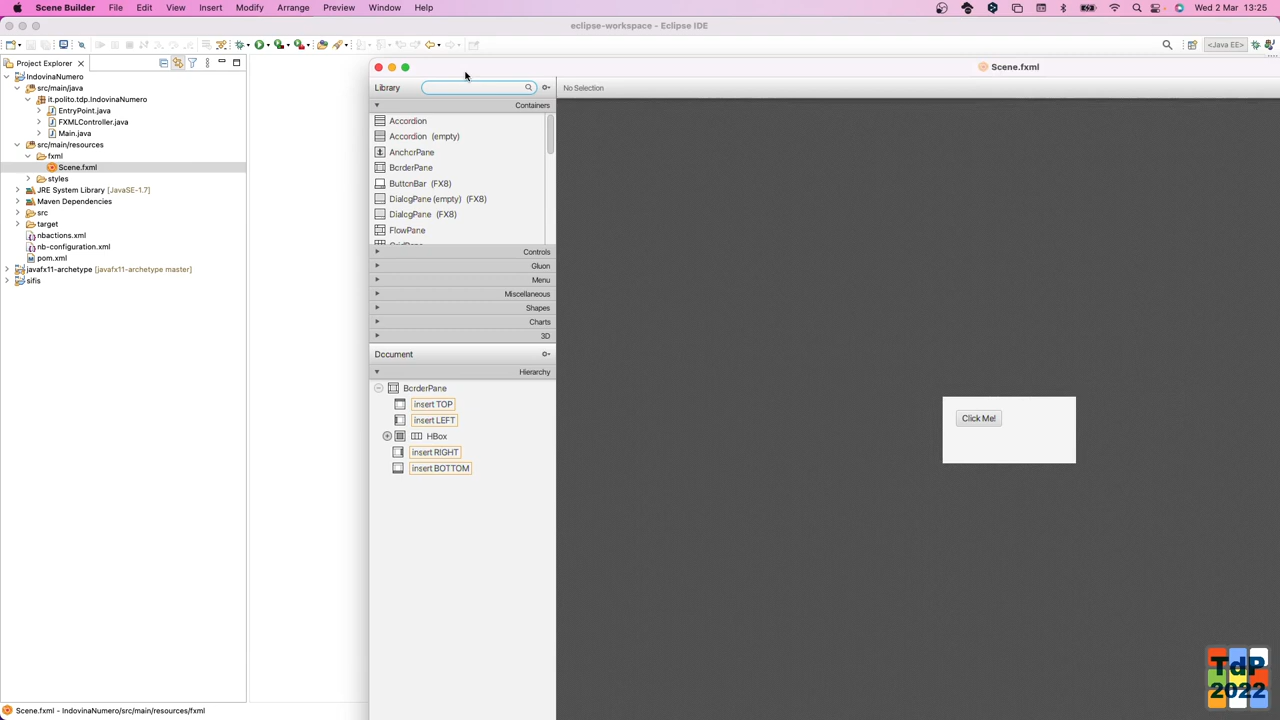 Scene Builder File Edit View Insert Modify Arrange Preview Window Help Wed 2 Mar 13:25
eclipse-workspace - Eclipse IDE
<Java EE>
Project Explorer
IndovinaNumero
src/main/java
it.polito.tdp.IndovinaNumero
EntryPoint.java
FXMLController.java
Main.java
src/main/resources
fxml
Scene.fxml
styles
JRE System Library [JavaSE-1.7]
Maven Dependencies
src
target
nbactions.xml
nb-configuration.xml
pom.xml
javafx11-archetype [javafx11-archetype master]
sifis
Scene.fxml
Library
No Selection
Containers
Accordion
Accordion (empty)
AnchorPane
BorderPane
ButtonBar (FX8)
DialogPane (empty) (FX8)
DialogPane (FX8)
FlowPane
Controls
Gluon
Menu
Miscellaneous
Shapes
Charts
3D
Document
Hierarchy
BorderPane
insert TOP
insert LEFT
HBox
insert RIGHT
insert BOTTOM
Click Me!
TdP
2022
Scene.fxml - IndovinaNumero/src/main/resources/fxml